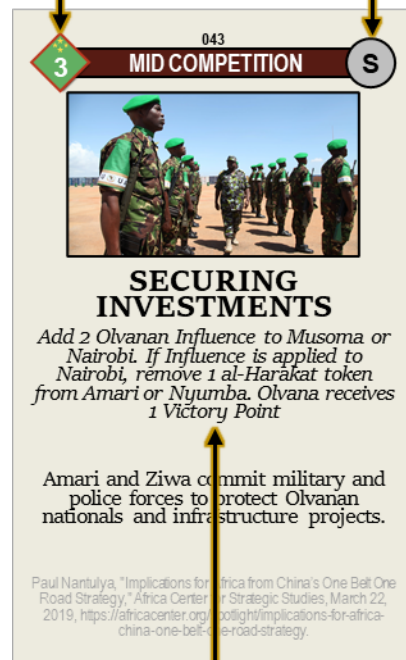 043
3
MID COMPETITION
S
SECURING
INVESTMENTS
Add 2 Olvanan Influence to Musoma or
Nairobi. If Influence is applied to
Nairobi, remove 1 al-Harakat token
from Amari or Nyumba. Olvana receives
1 Victory Point
Amari and Ziwa commit military and
police forces to protect Olvanan
nationals and infrastructure projects.
Paul Nantulya, "Implications for Africa from China's One Belt One
Road Strategy," Africa Center for Strategic Studies, March 22,
2019, https://africacenter.org/spotlight/implications-for-africa-
china-one-belt-one-road-strategy.